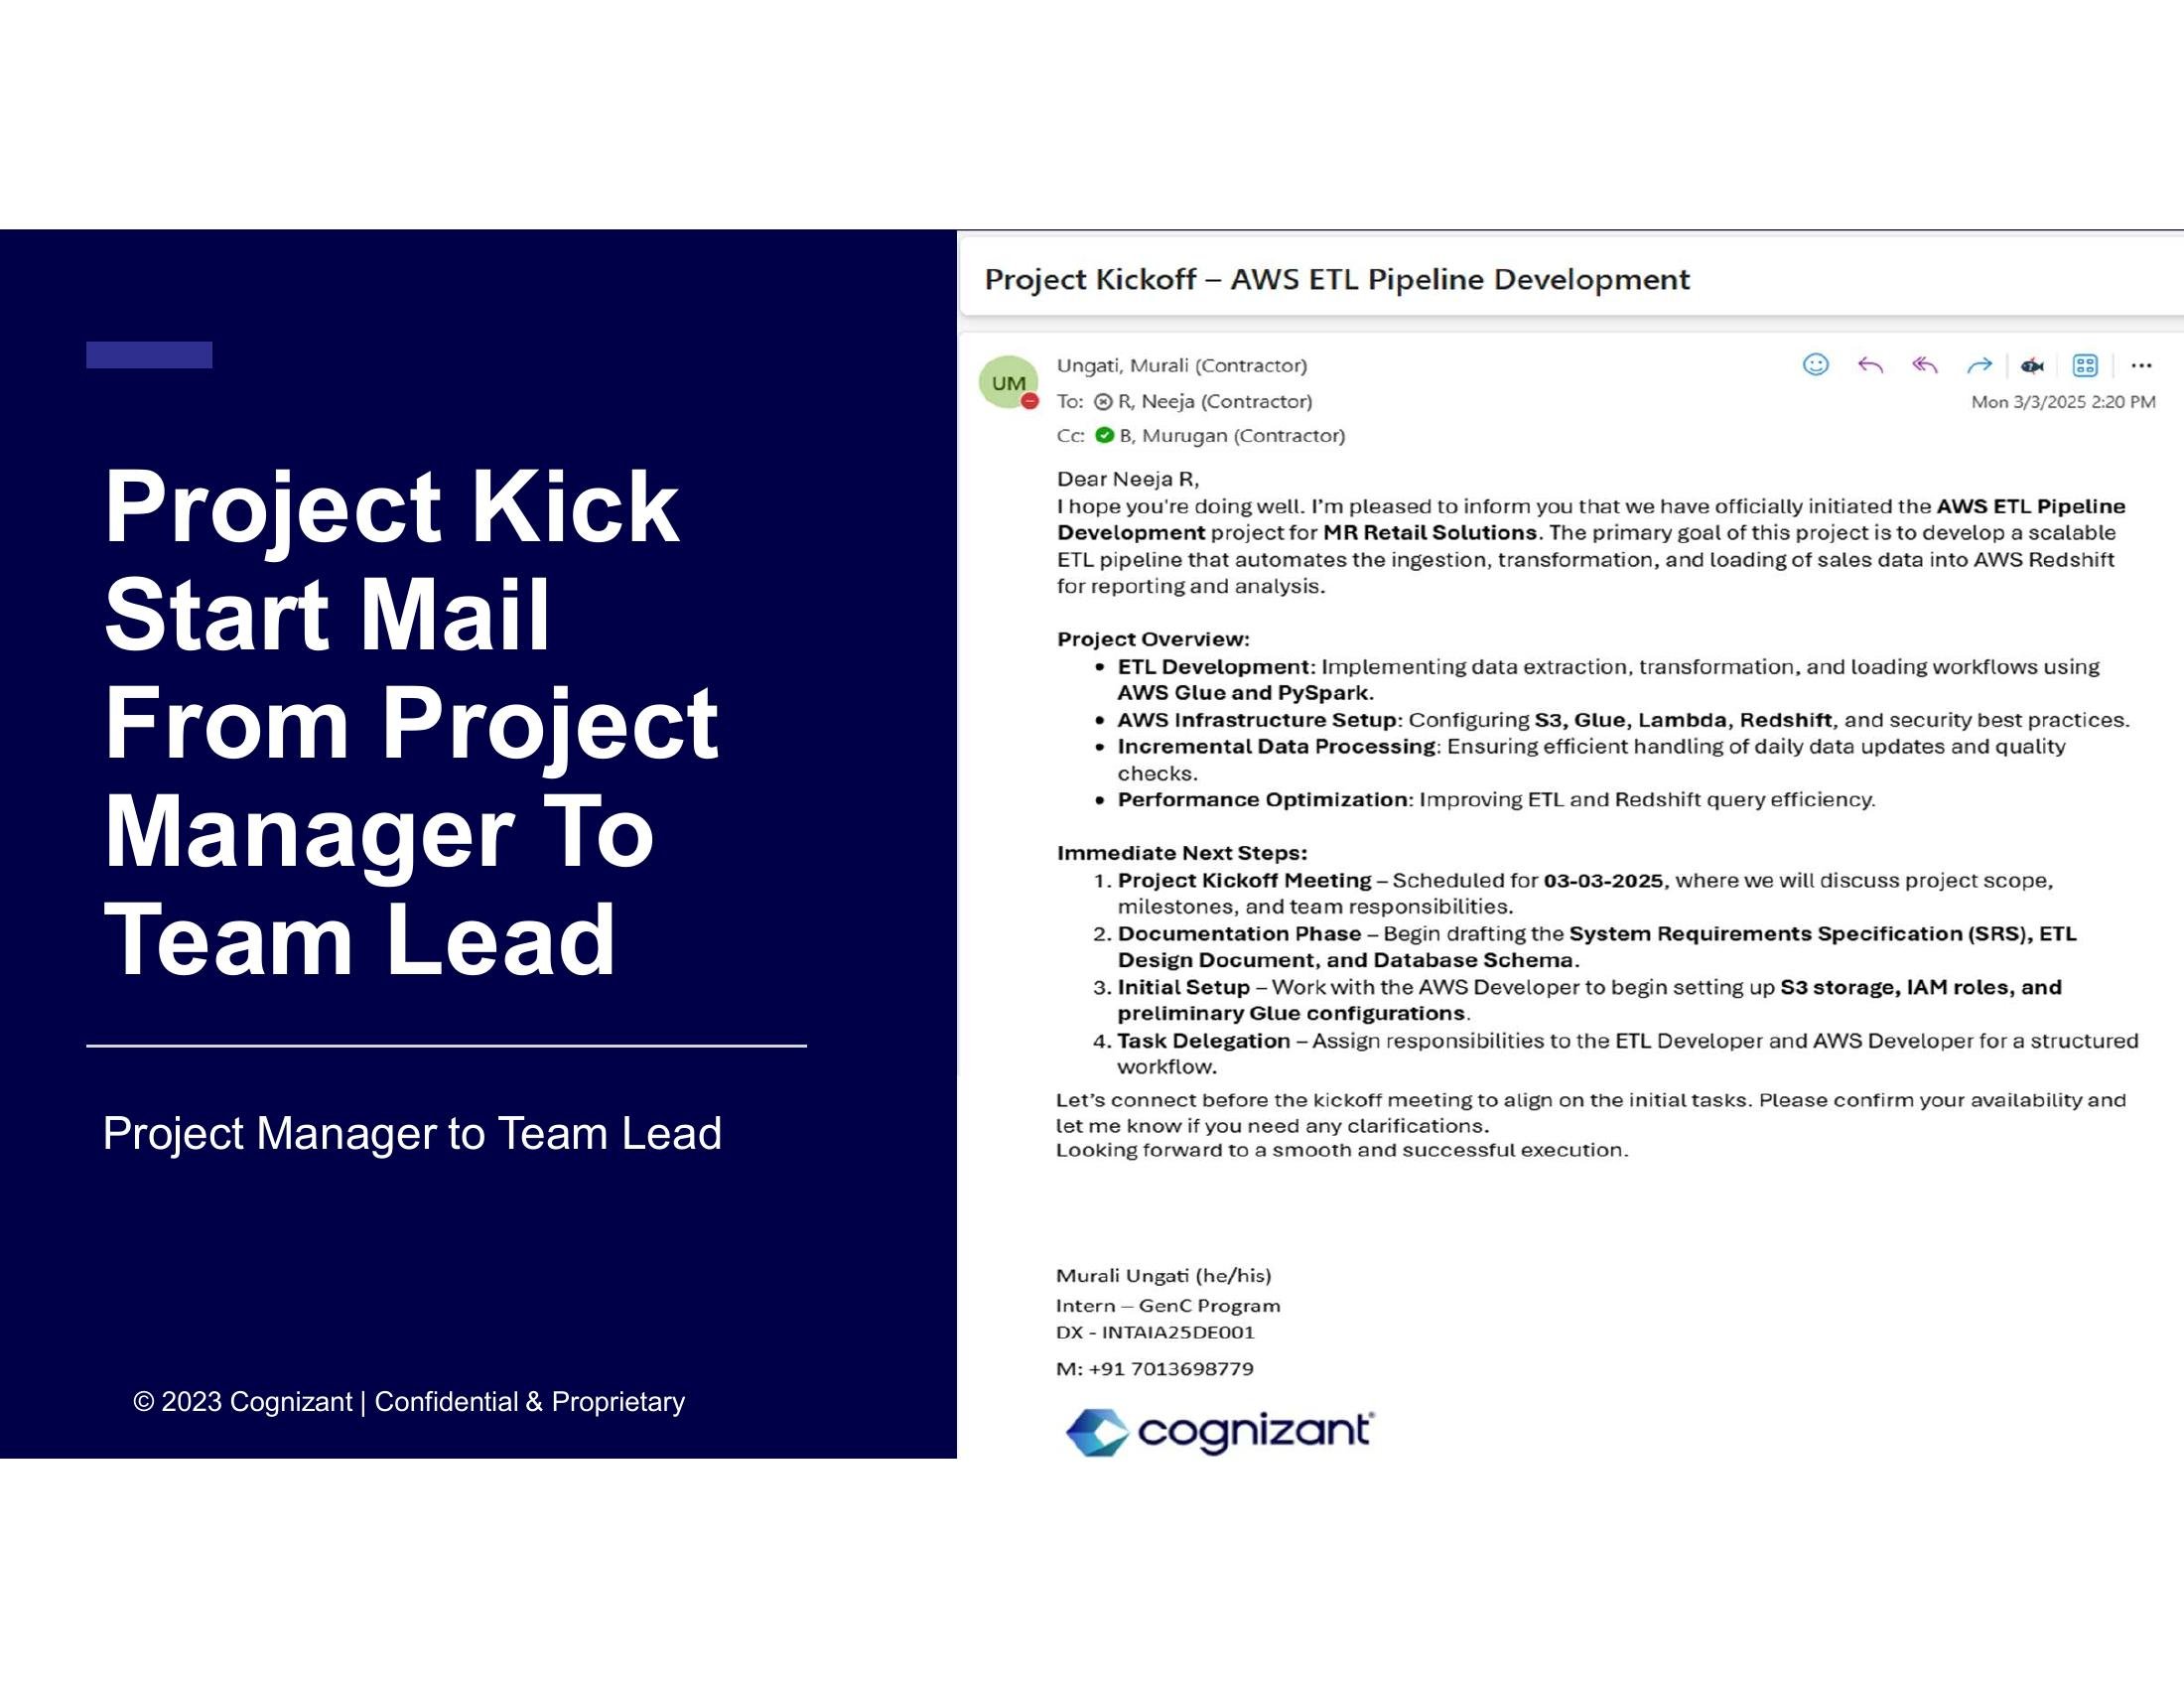 Project Kick
Start Mail
From Project
Manager To
Team Lead
Project Manager to Team Lead
© 2023 Cognizant | Confidential & Proprietary
Project Kickoff – AWS ETL Pipeline Development
UM
Ungati, Murali (Contractor)
To: R, Neeja (Contractor)
Mon 3/3/2025 2:20 PM
Cc: B, Murugan (Contractor)
Dear Neeja R,
I hope you're doing well. I'm pleased to inform you that we have officially initiated the AWS ETL Pipeline
Development project for MR Retail Solutions. The primary goal of this project is to develop a scalable
ETL pipeline that automates the ingestion, transformation, and loading of sales data into AWS Redshift
for reporting and analysis.
Project Overview:
• ETL Development: Implementing data extraction, transformation, and loading workflows using
AWS Glue and PySpark.
• AWS Infrastructure Setup: Configuring S3, Glue, Lambda, Redshift, and security best practices.
• Incremental Data Processing: Ensuring efficient handling of daily data updates and quality
checks.
• Performance Optimization: Improving ETL and Redshift query efficiency.
Immediate Next Steps:
1. Project Kickoff Meeting – Scheduled for 03-03-2025, where we will discuss project scope,
milestones, and team responsibilities.
2. Documentation Phase – Begin drafting the System Requirements Specification (SRS), ETL
Design Document, and Database Schema.
3. Initial Setup – Work with the AWS Developer to begin setting up S3 storage, IAM roles, and
preliminary Glue configurations.
4. Task Delegation – Assign responsibilities to the ETL Developer and AWS Developer for a structured
workflow.
Let's connect before the kickoff meeting to align on the initial tasks. Please confirm your availability and
let me know if you need any clarifications.
Looking forward to a smooth and successful execution.
Murali Ungati (he/his)
Intern – GenC Program
DX - INTAIA25DE001
M: +91 7013698779
cognizant